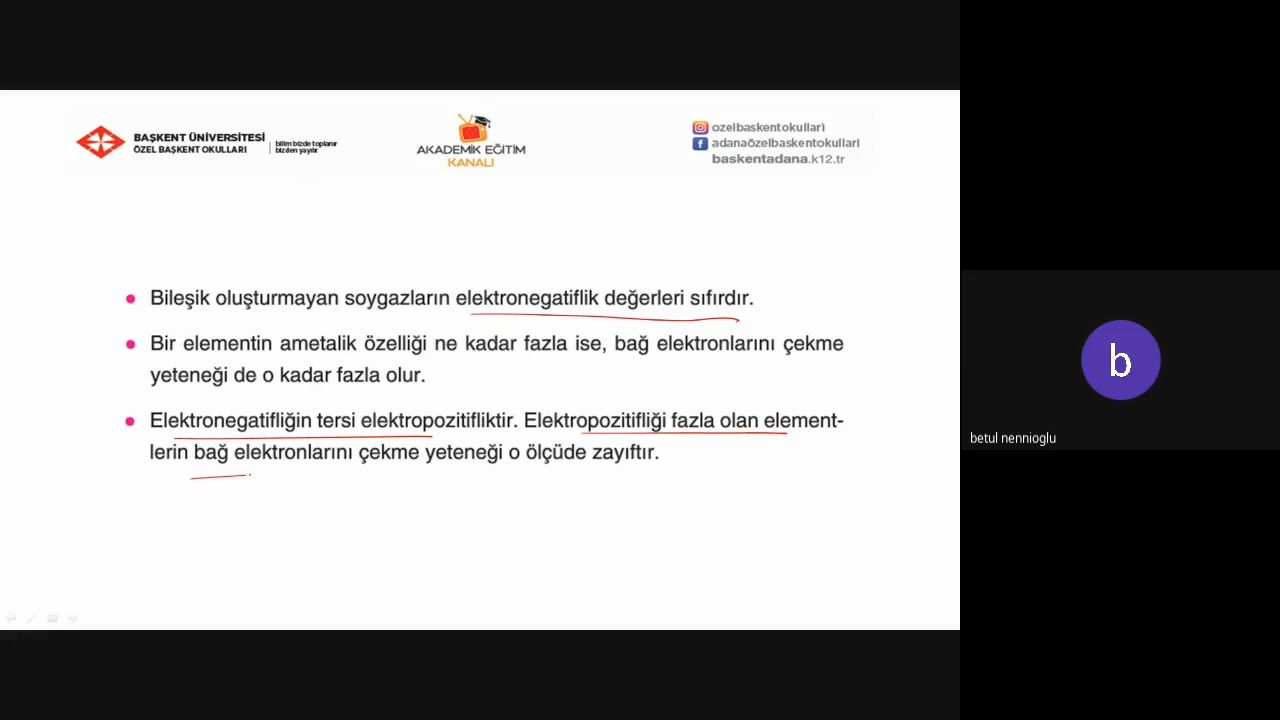 BAŞKENT ÜNİVERSİTESİ
ÖZEL BAŞKENT OKULLARI
bilim bizde toplanır
bizden yayılır
AKADEMİK EĞİTİM
KANALI
ozelbaskentokullari
adanaözelbaskentokullari
baskentadana.k12.tr
• Bileşik oluşturmayan soygazların elektronegatiflik değerleri sıfırdır.
• Bir elementin ametalik özelliği ne kadar fazla ise, bağ elektronlarını çekme
yeteneği de o kadar fazla olur.
• Elektronegatifliğin tersi elektropozitifliktir. Elektropozitifliği fazla olan element-
lerin bağ elektronlarını çekme yeteneği o ölçüde zayıftır.
b
betul nennioglu